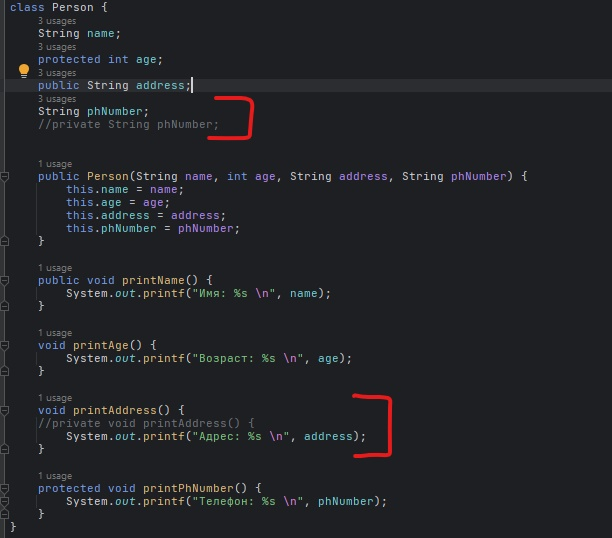 class Person {
3 usages
String name;
3 usages
protected int age;
3 usages
public String address;
3 usages
String phNumber;
//private String phNumber;
1 usage
public Person(String name, int age, String address, String phNumber) {
this.name = name;
this.age = age;
this.address = address;
this.phNumber = phNumber;
}
1 usage
public void printName() {
System.out.printf("Имя: %s \n", name);
}
1 usage
void printAge() {
System.out.printf("Возраст: %s \n", age);
}
1 usage
void printAddress() {
//private void printAddress() {
System.out.printf("Адрес: %s \n", address);
}
1 usage
protected void printPhNumber() {
System.out.printf("Телефон: %s \n", phNumber);
}
}